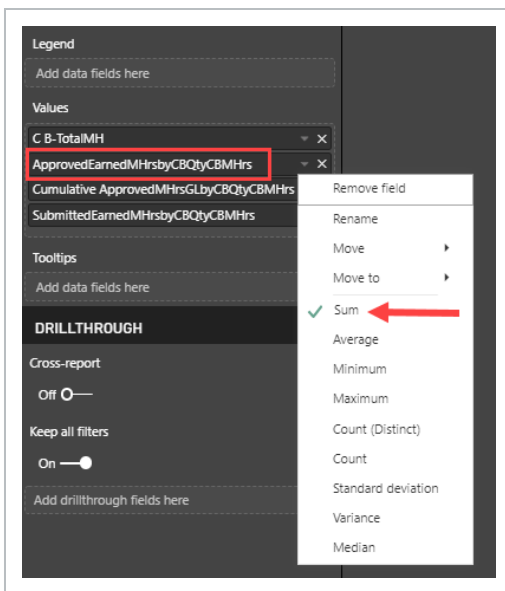 Legend
Add data fields here
Values
C B-TotalMH
ApprovedEarnedMHrsbyCBQtyCBMHrs
Cumulative ApprovedMHrsGLbyCBQtyCBMHrs
SubmittedEarnedMHrsbyCBQtyCBMHrs
Tooltips
Add data fields here
DRILLTHROUGH
Cross-report
Off
Keep all filters
On
Add drillthrough fields here
Remove field
Rename
Move
Move to
Sum
Average
Minimum
Maximum
Count (Distinct)
Count
Standard deviation
Variance
Median